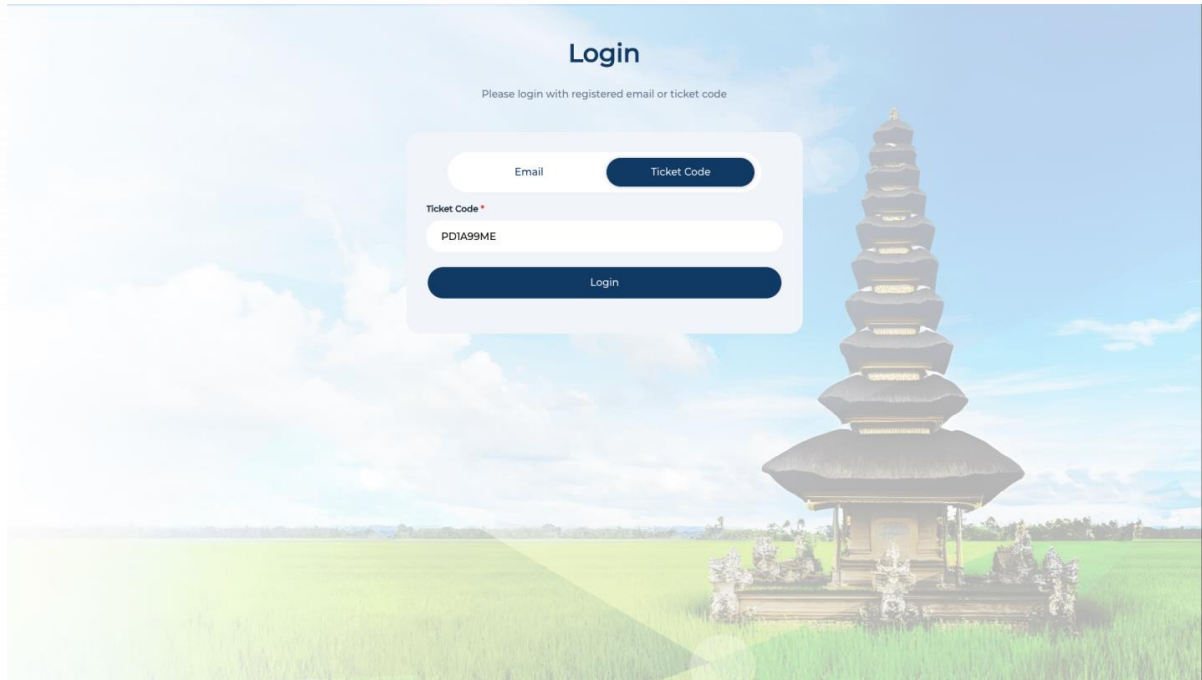 Login
Please login with registered email or ticket code
Email
Ticket Code
Ticket Code *
PD1A99ME
Login